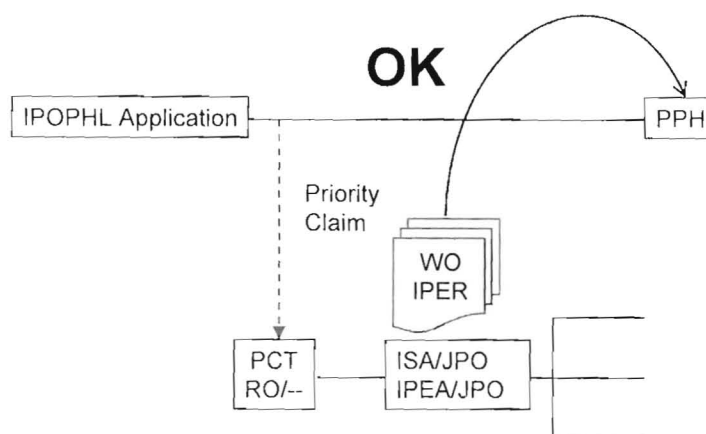 OK
IPOPHL Application
PPH
Priority
Claim
WO
IPER
PCT
RO/--
ISA/JPO
IPEA/JPO